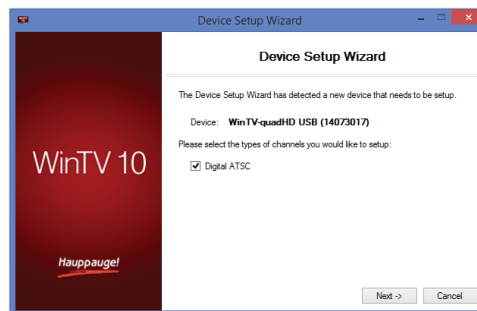 Device Setup Wizard
WinTV 10
Hauppauge!
Device Setup Wizard
The Device Setup Wizard has detected a new device that needs to be setup.
Device: WinTV-quadHD USB (14073017)
Please select the types of channels you would like to setup:
Digital ATSC
Next -> Cancel